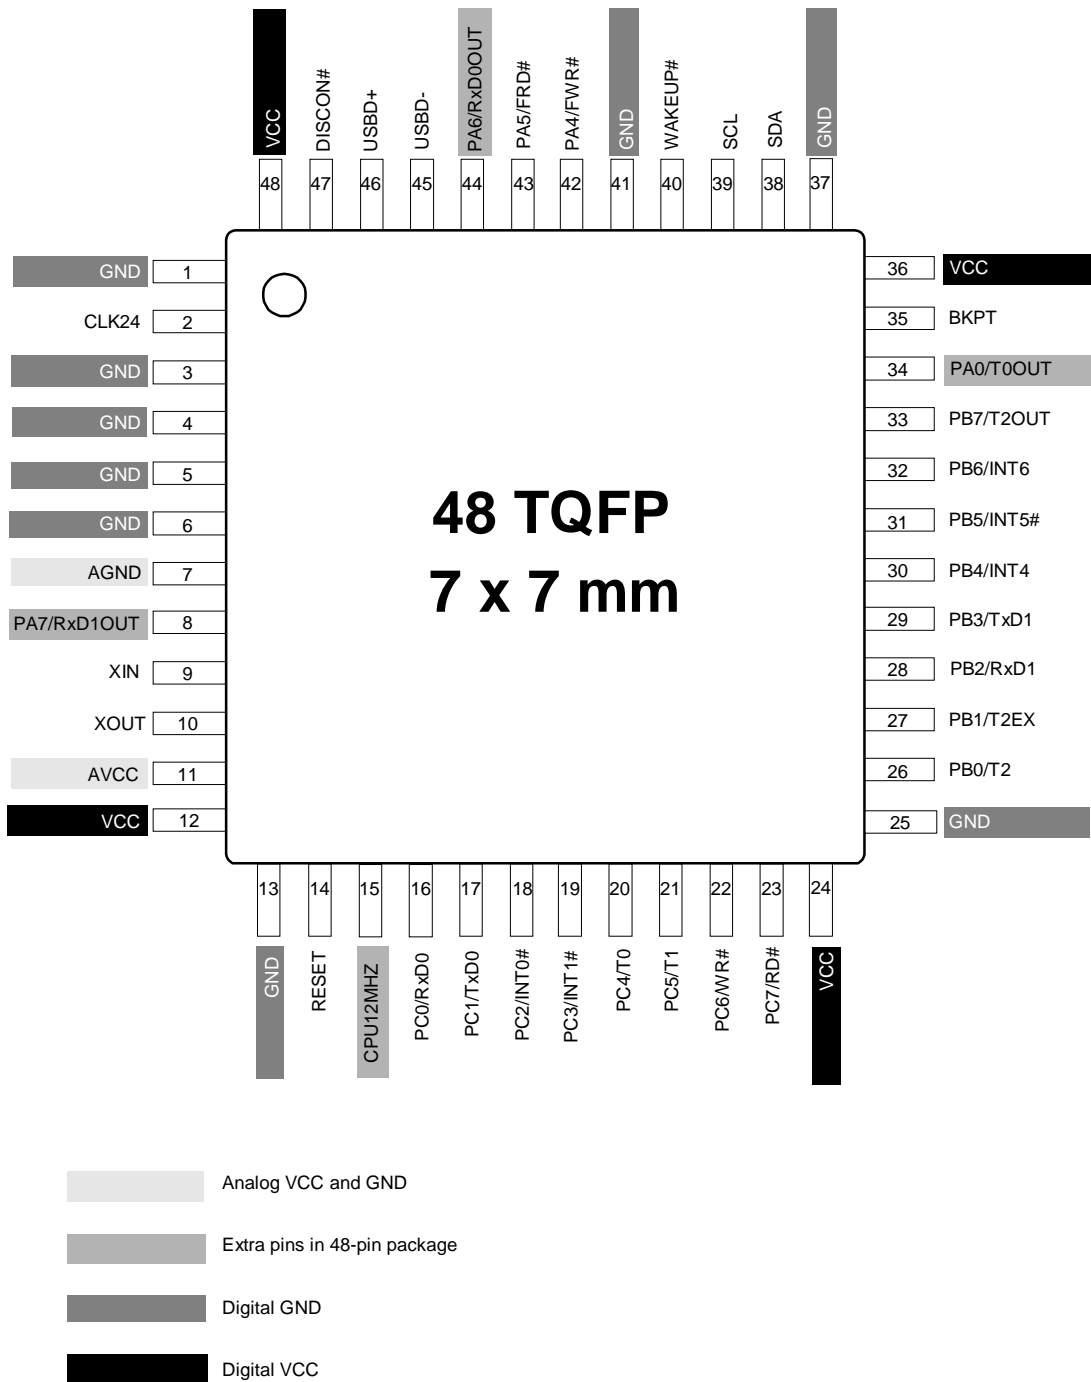 VCC
DISCON#
USBD+
USBD-
PA6/RxD0OUT
PA5/FRD#
PA4/FWR#
GND
WAKEUP#
SCL
SDA
GND
48
47
46
45
44
43
42
41
40
39
38
37
GND 1
CLK24 2
GND 3
GND 4
GND 5
GND 6
AGND 7
PA7/RxD1OUT 8
XIN 9
XOUT 10
AVCC 11
VCC 12
48 TQFP
7 x 7 mm
36 VCC
35 BKPT
34 PA0/T0OUT
33 PB7/T2OUT
32 PB6/INT6
31 PB5/INT5#
30 PB4/INT4
29 PB3/TxD1
28 PB2/RxD1
27 PB1/T2EX
26 PB0/T2
25 GND
13
14
15
16
17
18
19
20
21
22
23
24
GND
RESET
CPU12MHZ
PC0/RxD0
PC1/TxD0
PC2/INT0#
PC3/INT1#
PC4/T0
PC5/T1
PC6/WR#
PC7/RD#
VCC
Analog VCC and GND
Extra pins in 48-pin package
Digital GND
Digital VCC